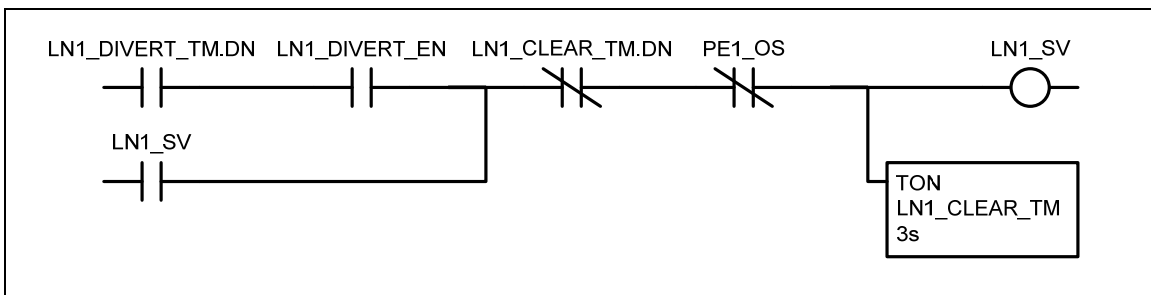 LN1_DIVERT_TM.DN LN1_DIVERT_EN LN1_CLEAR_TM.DN PE1_OS LN1_SV
LN1_SV
TON
LN1_CLEAR_TM
3s